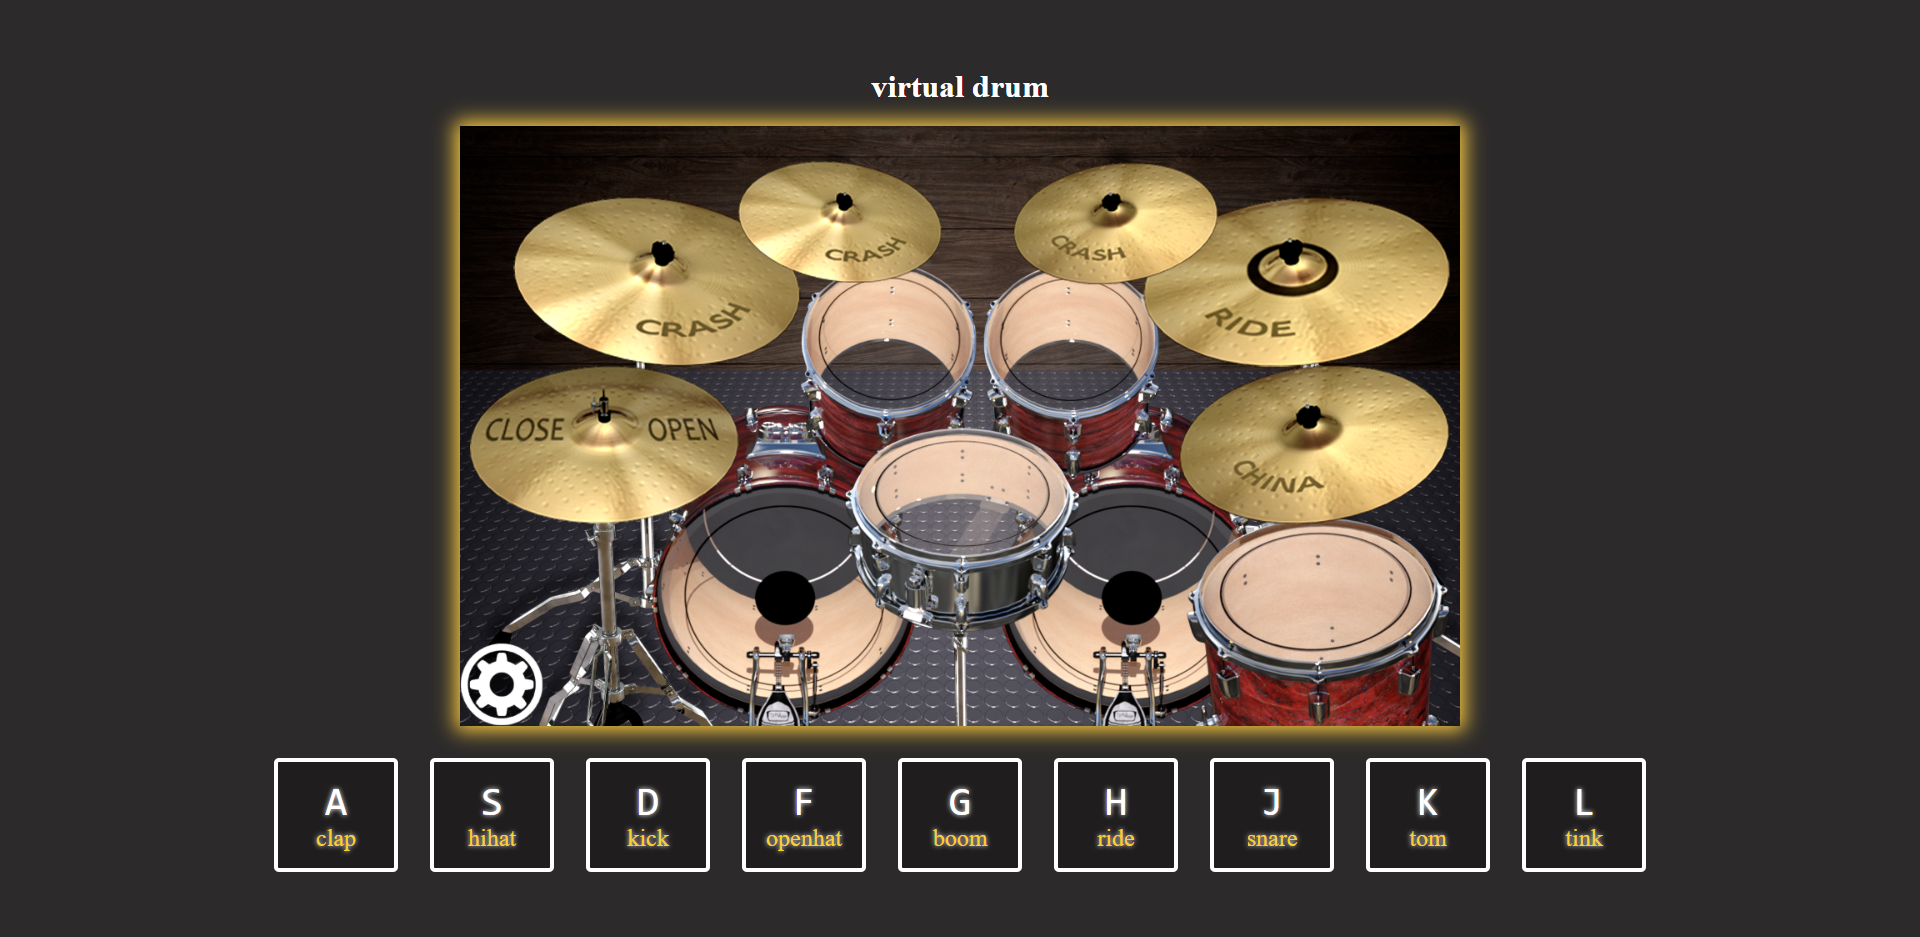 virtual drum
CRASH
CRASH
CRASH
RIDE
CLOSE OPEN
CHINA
A
clap
S
hihat
D
kick
F
openhat
G
boom
H
ride
J
snare
K
tom
L
tink